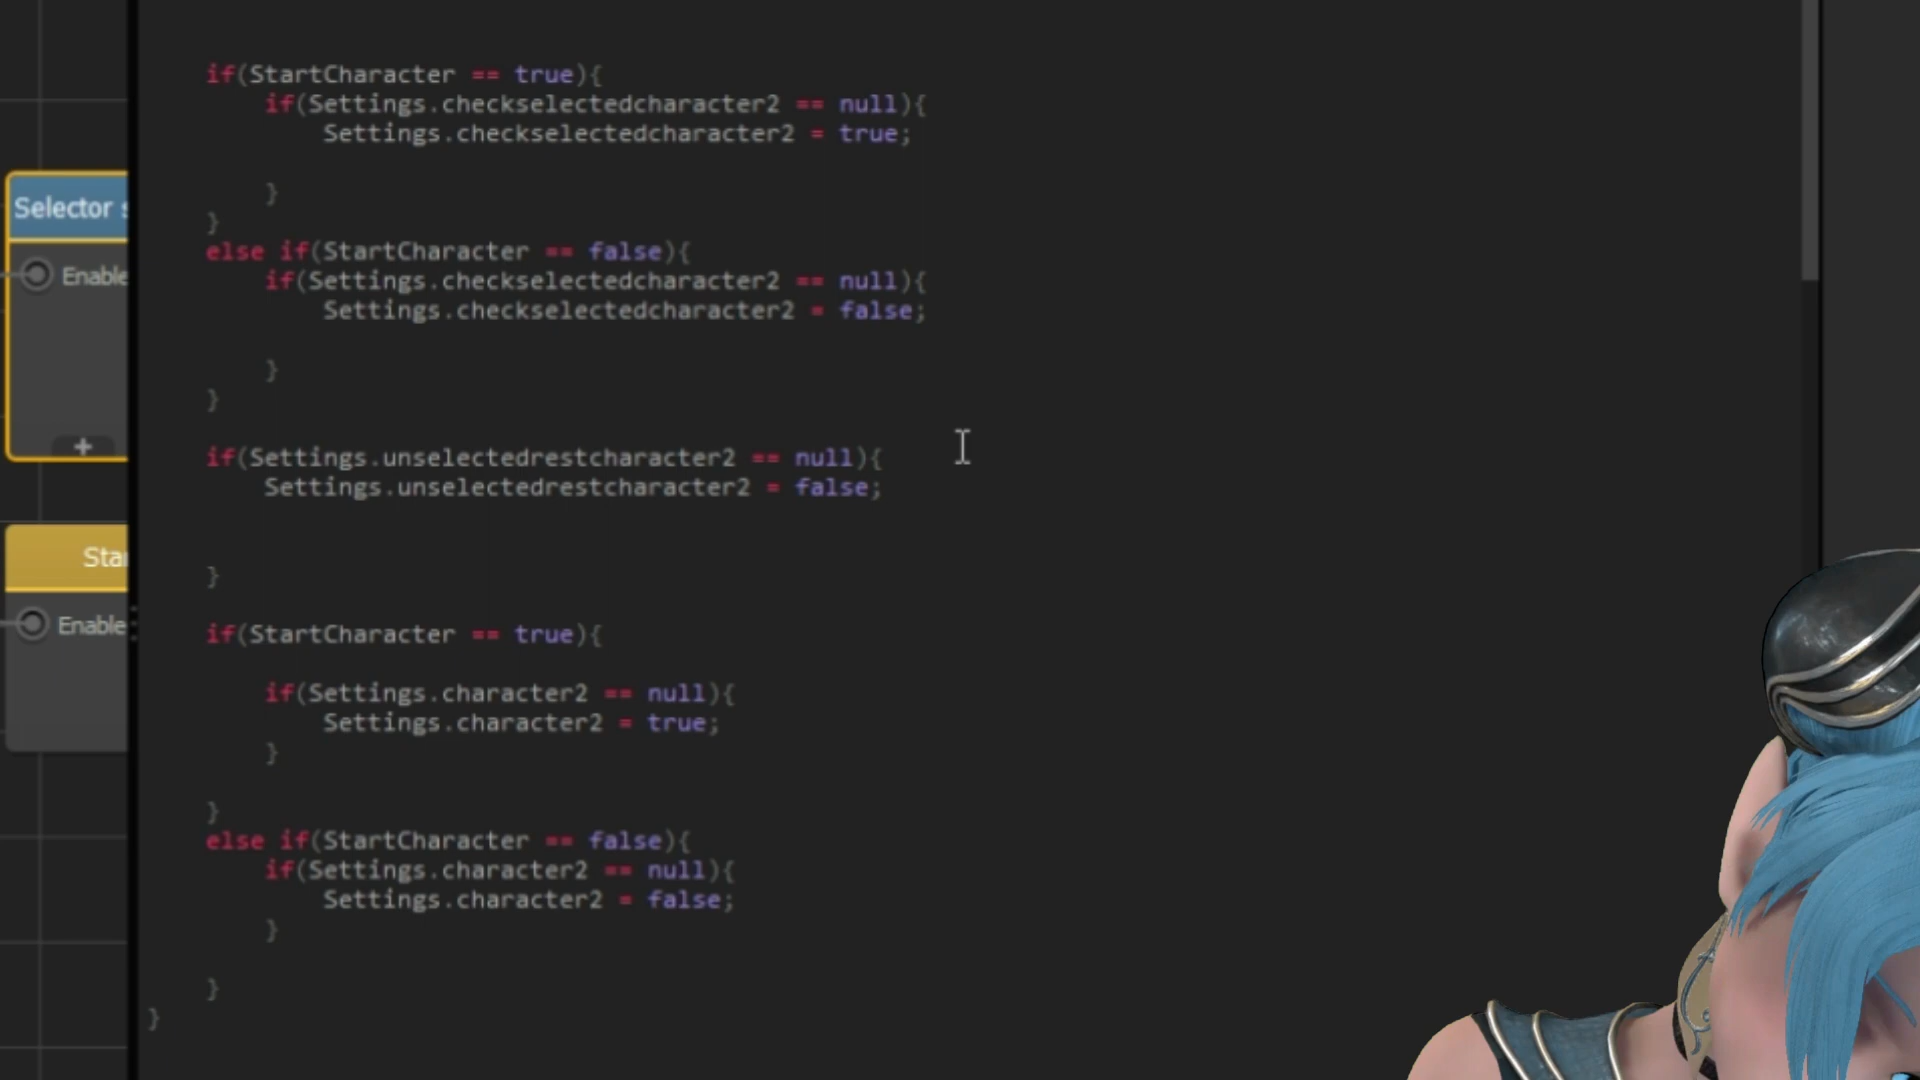 if(StartCharacter == true){
if(Settings.checkselectedcharacter2 == null){
Settings.checkselectedcharacter2 = true;
}
}
else if(StartCharacter == false){
if(Settings.checkselectedcharacter2 == null){
Settings.checkselectedcharacter2 = false;
}
}
if(Settings.unselectedrestcharacter2 == null){
Settings.unselectedrestcharacter2 = false;
}
if(StartCharacter == true){
if(Settings.character2 == null){
Settings.character2 = true;
}
}
else if(StartCharacter == false){
if(Settings.character2 == null){
Settings.character2 = false;
}
}
}
Selector
Enable
+
Enable